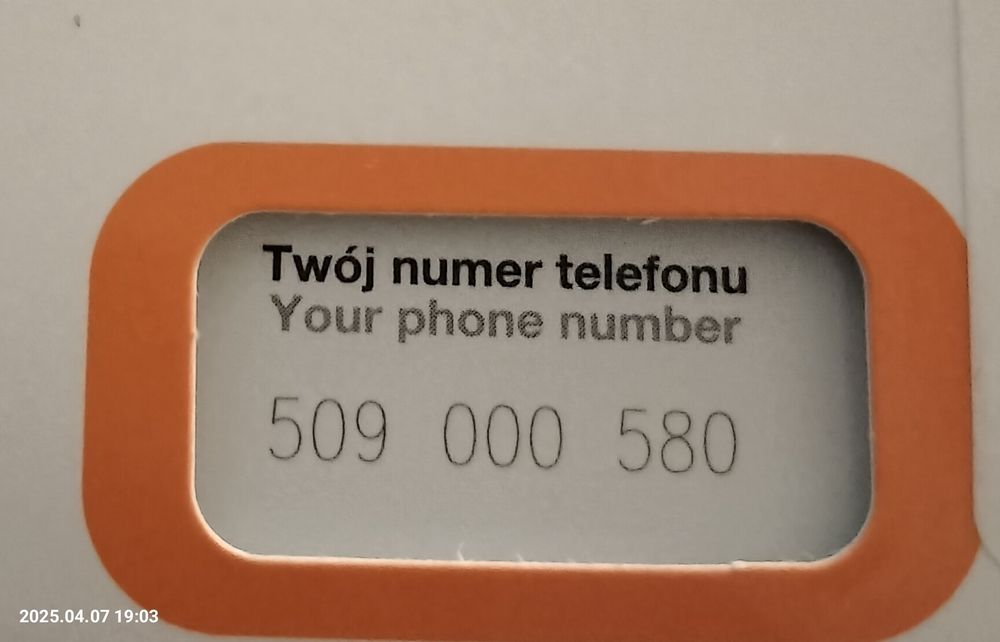 Twój numer telefonu
Your phone number
509 000 580
2025.04.07 19:03